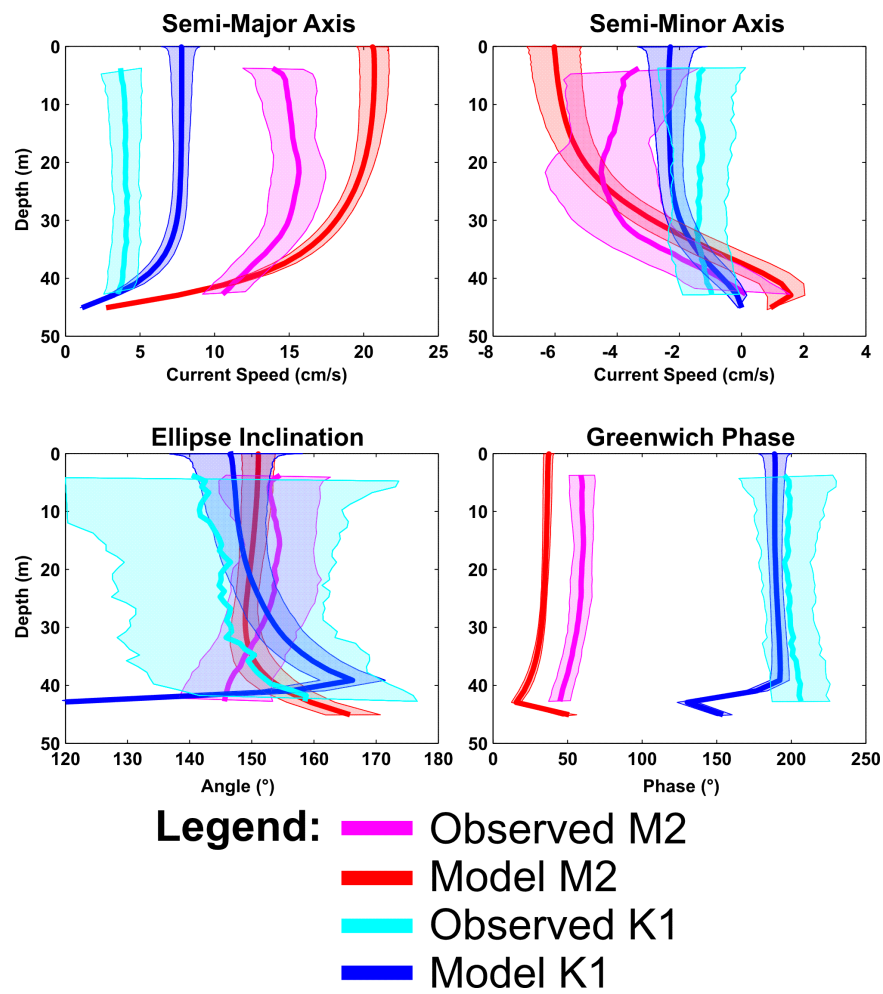 Semi-Major Axis
0
10
20
30
40
50
Depth (m)
0 5 10 15 20 25
Current Speed (cm/s)
Semi-Minor Axis
0
10
20
30
40
50
-8 -6 -4 -2 0 2 4
Current Speed (cm/s)
Ellipse Inclination
0
10
20
30
40
50
Depth (m)
120 130 140 150 160 170 180
Angle (°)
Greenwich Phase
0
10
20
30
40
50
0 50 100 150 200 250
Phase (°)
Legend:
Observed M2
Model M2
Observed K1
Model K1